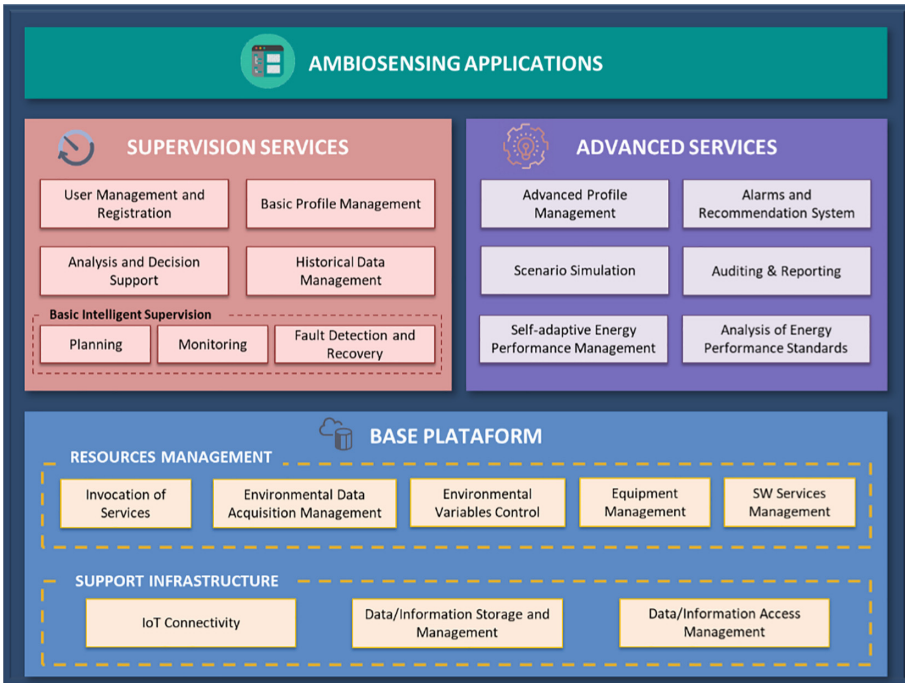 AMBIOSENSING APPLICATIONS
SUPERVISION SERVICES
User Management and
Registration
Basic Profile Management
Analysis and Decision
Support
Historical Data
Management
Basic Intelligent Supervision
Planning
Monitoring
Fault Detection and
Recovery
ADVANCED SERVICES
Advanced Profile
Management
Alarms and
Recommendation System
Scenario Simulation
Auditing & Reporting
Self-adaptive Energy
Performance Management
Analysis of Energy
Performance Standards
BASE PLATAFORM
RESOURCES MANAGEMENT
Invocation of
Services
Environmental Data
Acquisition Management
Environmental
Variables Control
Equipment
Management
SW Services
Management
SUPPORT INFRASTRUCTURE
IoT Connectivity
Data/Information Storage and
Management
Data/Information Access
Management